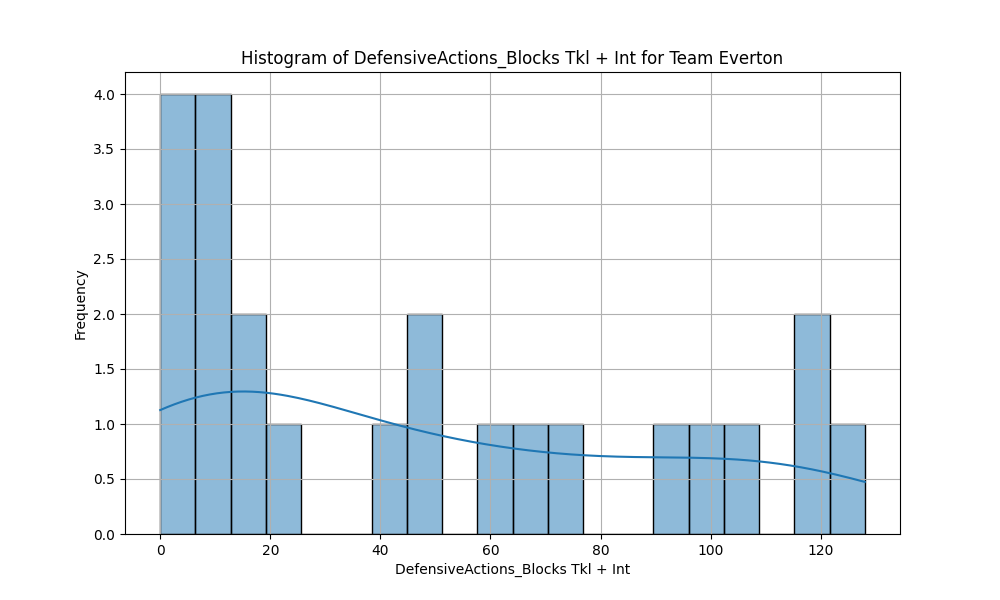 Histogram of DefensiveActions_Blocks Tkl + Int for Team Everton
4.0
3.5
3.0
2.5
2.0
1.5
1.0
0.5
0.0
Frequency
0 20 40 60 80 100 120
DefensiveActions_Blocks Tkl + Int